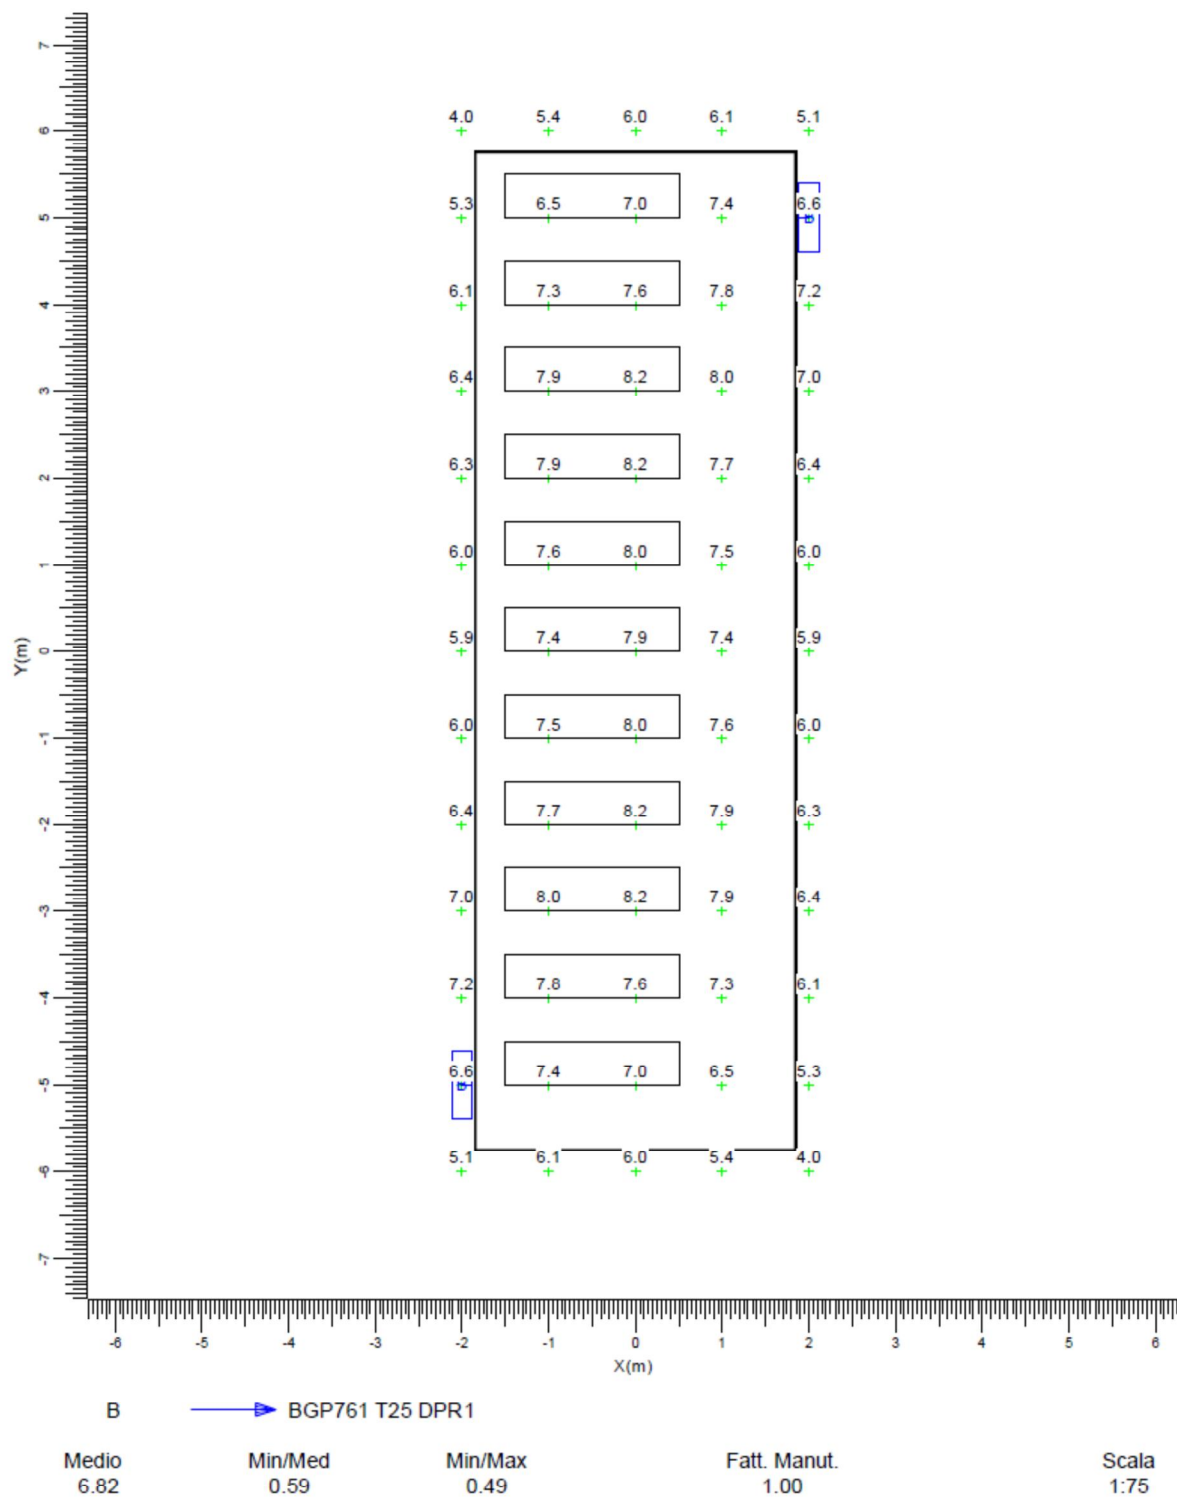 7
4.0 5.4 6.0 6.1 5.1
6
5.3 6.5 7.0 7.4 6.6
5
6.1 7.3 7.6 7.8 7.2
4
6.4 7.9 8.2 8.0 7.0
3
6.3 7.9 8.2 7.7 6.4
2
6.0 7.6 8.0 7.5 6.0
1
5.9 7.4 7.9 7.4 5.9
Y(m)
0
6.0 7.5 8.0 7.6 6.0
-1
6.4 7.7 8.2 7.9 6.3
-2
7.0 8.0 8.2 7.9 6.4
-3
7.2 7.8 7.6 7.3 6.1
-4
6.6 7.4 7.0 6.5 5.3
-5
5.1 6.1 6.0 5.4 4.0
-6
-7
-6 -5 -4 -3 -2 -1 0 1 2 3 4 5 6
X(m)
B BGP761 T25 DPR1
Medio Min/Med Min/Max Fatt. Manut. Scala
6.82 0.59 0.49 1.00 1:75